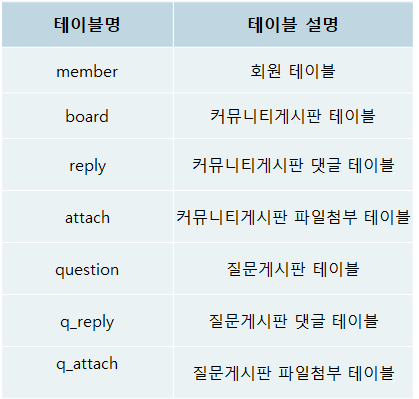 테이블명 테이블 설명
member 회원 테이블
board 커뮤니티게시판 테이블
reply 커뮤니티게시판 댓글 테이블
attach 커뮤니티게시판 파일첨부 테이블
question 질문게시판 테이블
q_reply 질문게시판 댓글 테이블
q_attach 질문게시판 파일첨부 테이블